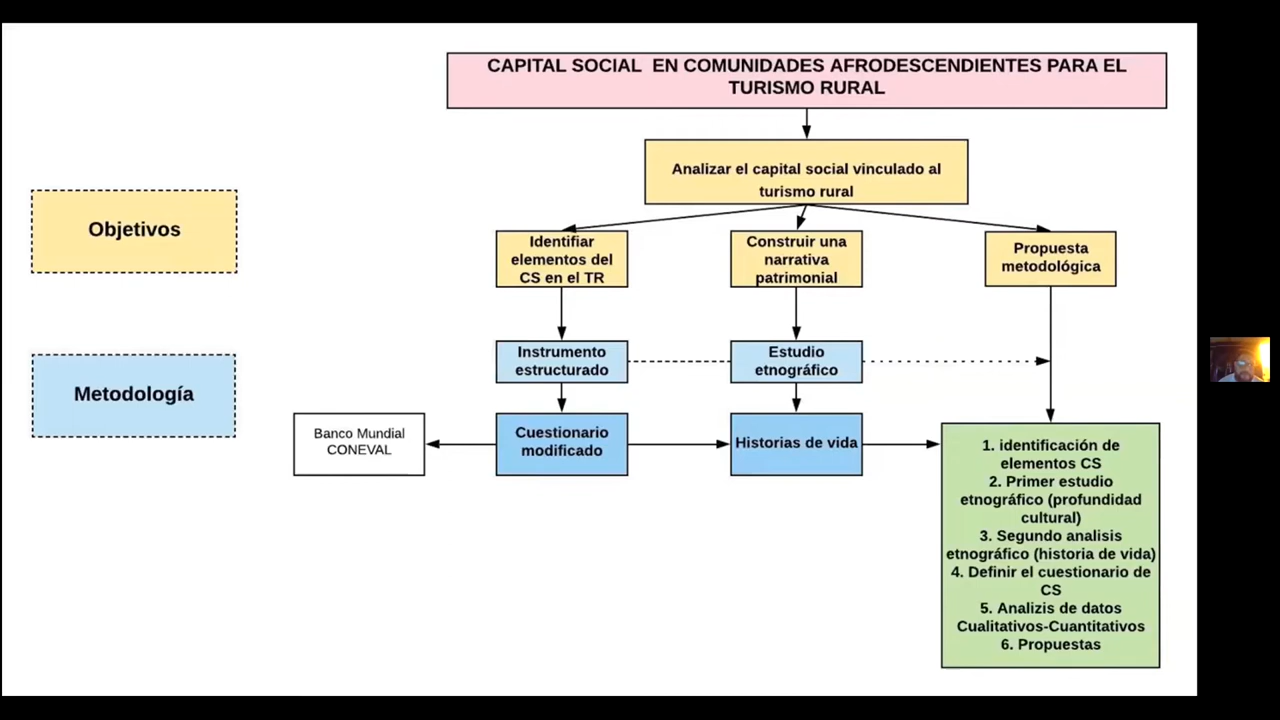 CAPITAL SOCIAL EN COMUNIDADES AFRODESCENDIENTES PARA EL
TURISMO RURAL
Analizar el capital social vinculado al
turismo rural
Objetivos
Identifiar
elementos del
CS en el TR
Construir una
narrativa
patrimonial
Propuesta
metodológica
Metodología
Instrumento
estructurado
Estudio
etnográfico
Banco Mundial
CONEVAL
Cuestionario
modificado
Historias de vida
1. identificación de
elementos CS
2. Primer estudio
etnográfico (profundidad
cultural)
3. Segundo analisis
etnográfico (historia de vida)
4. Definir el cuestionario de
CS
5. Analizis de datos
Cualitativos-Cuantitativos
6. Propuestas